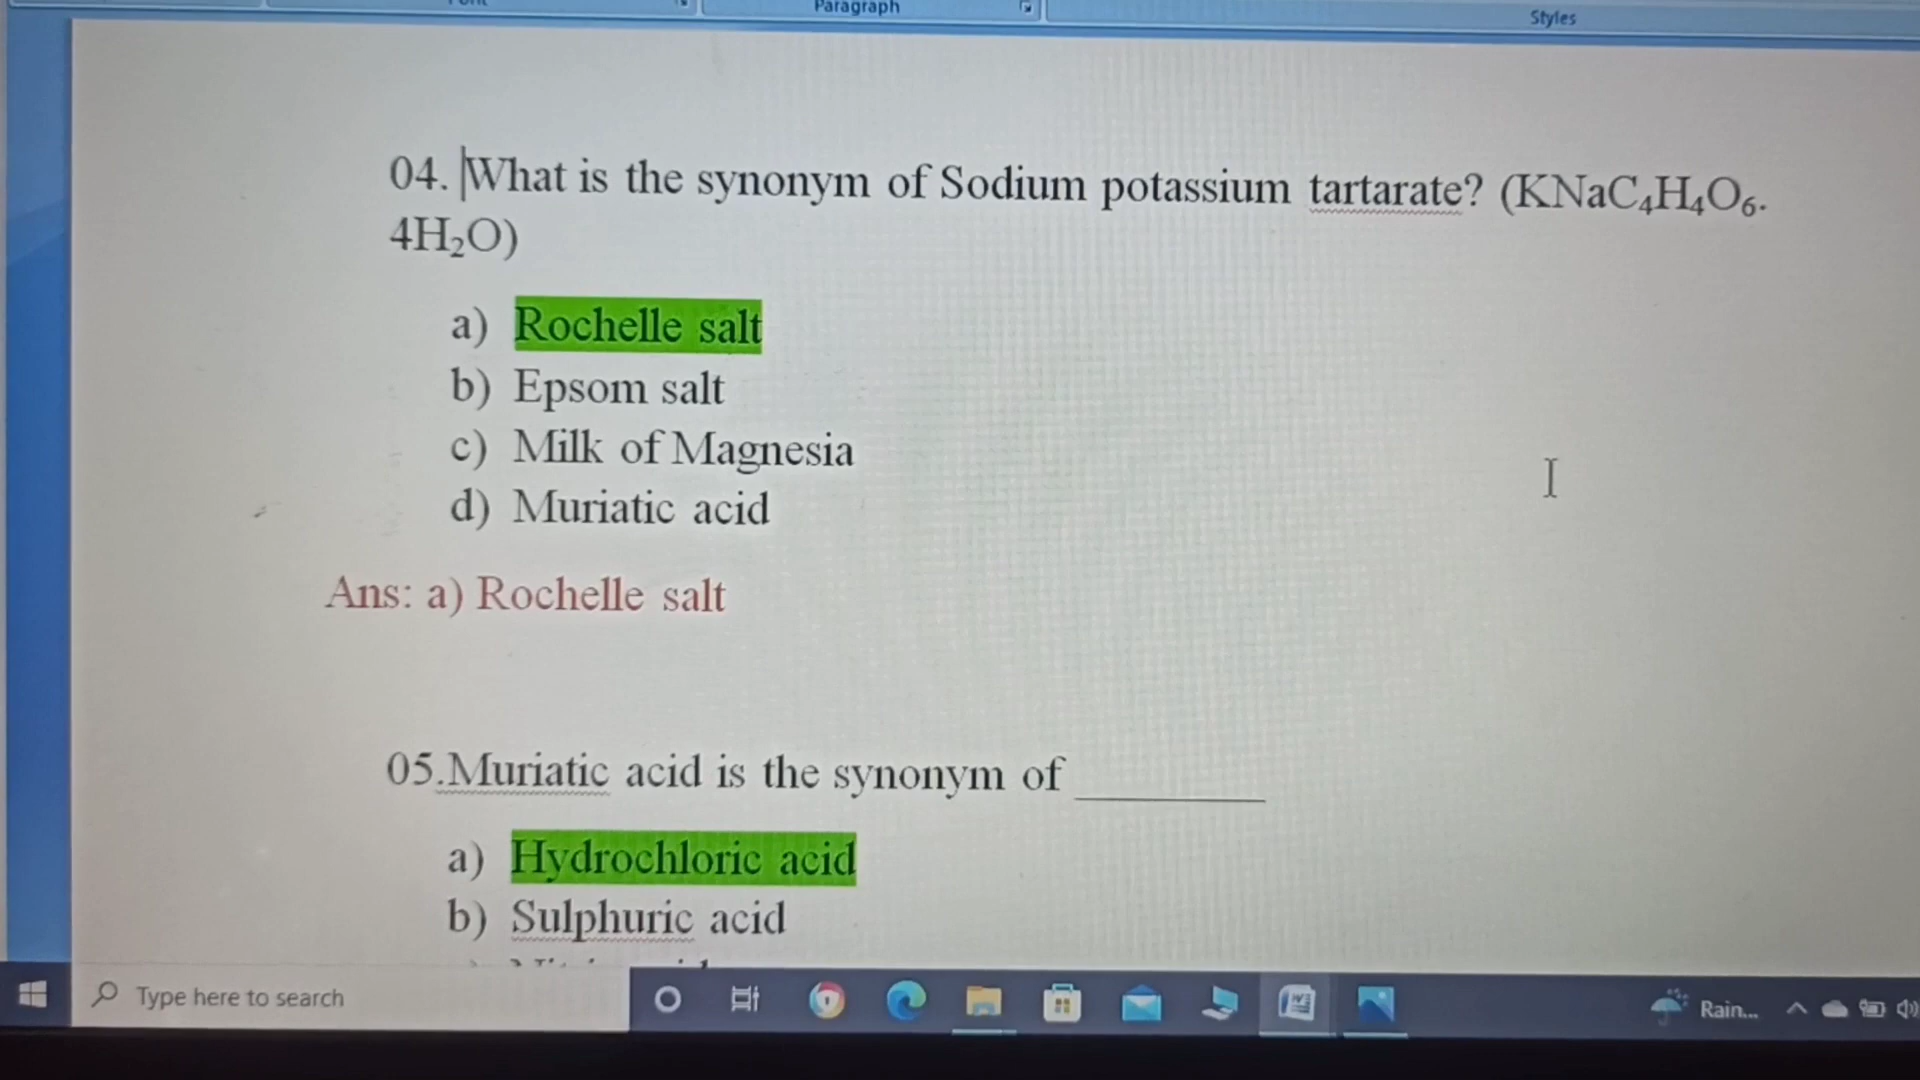 Paragraph
Styles
04. What is the synonym of Sodium potassium tartarate? (KNaC₄H₄O₆.
4H₂O)
a) Rochelle salt
b) Epsom salt
c) Milk of Magnesia
d) Muriatic acid
Ans: a) Rochelle salt
05.Muriatic acid is the synonym of ________
a) Hydrochloric acid
b) Sulphuric acid
Type here to search
Rain...